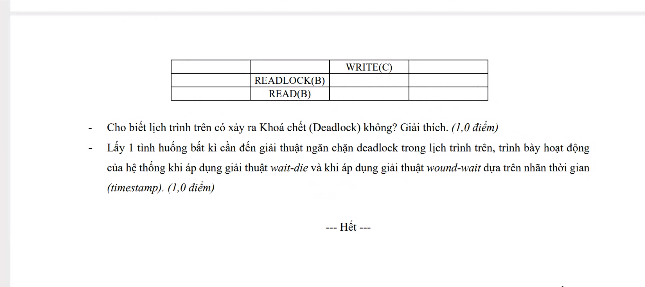 WRITE(C)
READLOCK(B)
READ(B)
- Cho biết lịch trình trên có xảy ra Khoá chết (Deadlock) không? Giải thích. (1,0 điểm)
- Lấy 1 tình huống bất kì cần đến giải thuật ngăn chặn deadlock trong lịch trình trên, trình bày hoạt động
của hệ thống khi áp dụng giải thuật wait-die và khi áp dụng giải thuật wound-wait dựa trên nhãn thời gian
(timestamp). (1,0 điểm)
--- Hết ---